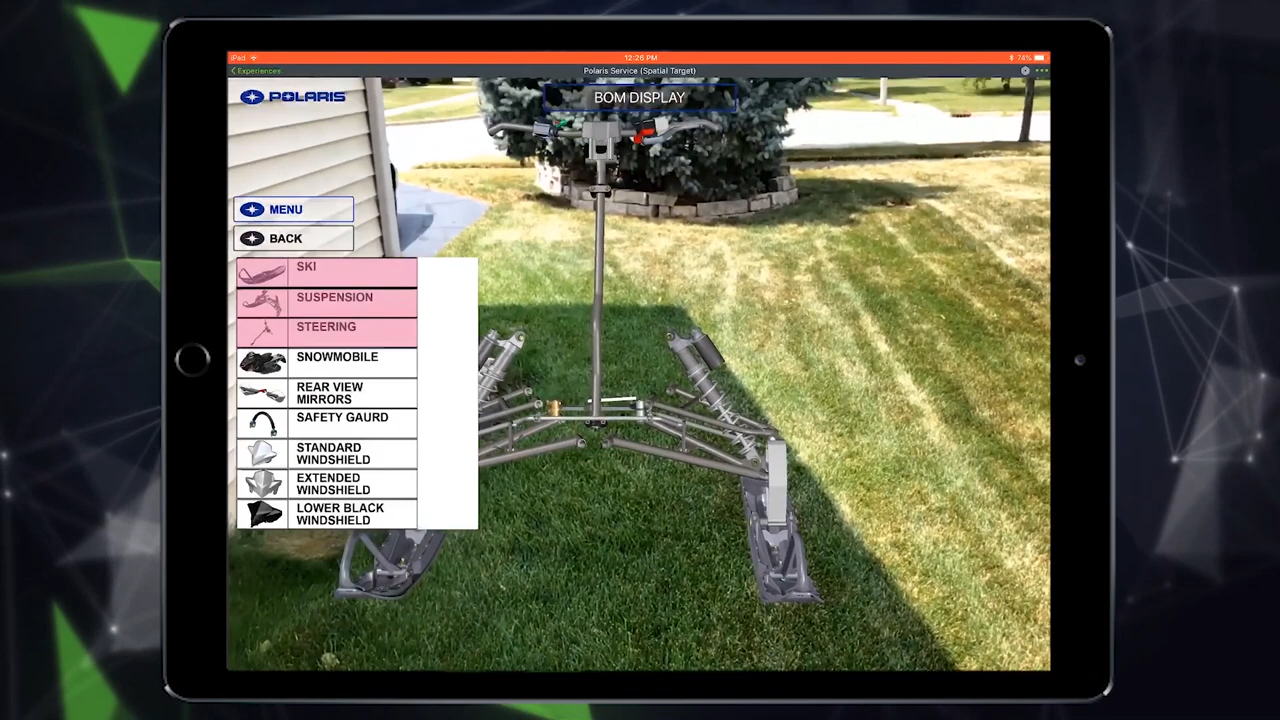 iPad
12:26 PM
74%
Experiences
Polaris Service (Spatial Target)
POLARIS
BOM DISPLAY
MENU
BACK
SKI
SUSPENSION
STEERING
SNOWMOBILE
REAR VIEW
MIRRORS
SAFETY GAURD
STANDARD
WINDSHIELD
EXTENDED
WINDSHIELD
LOWER BLACK
WINDSHIELD